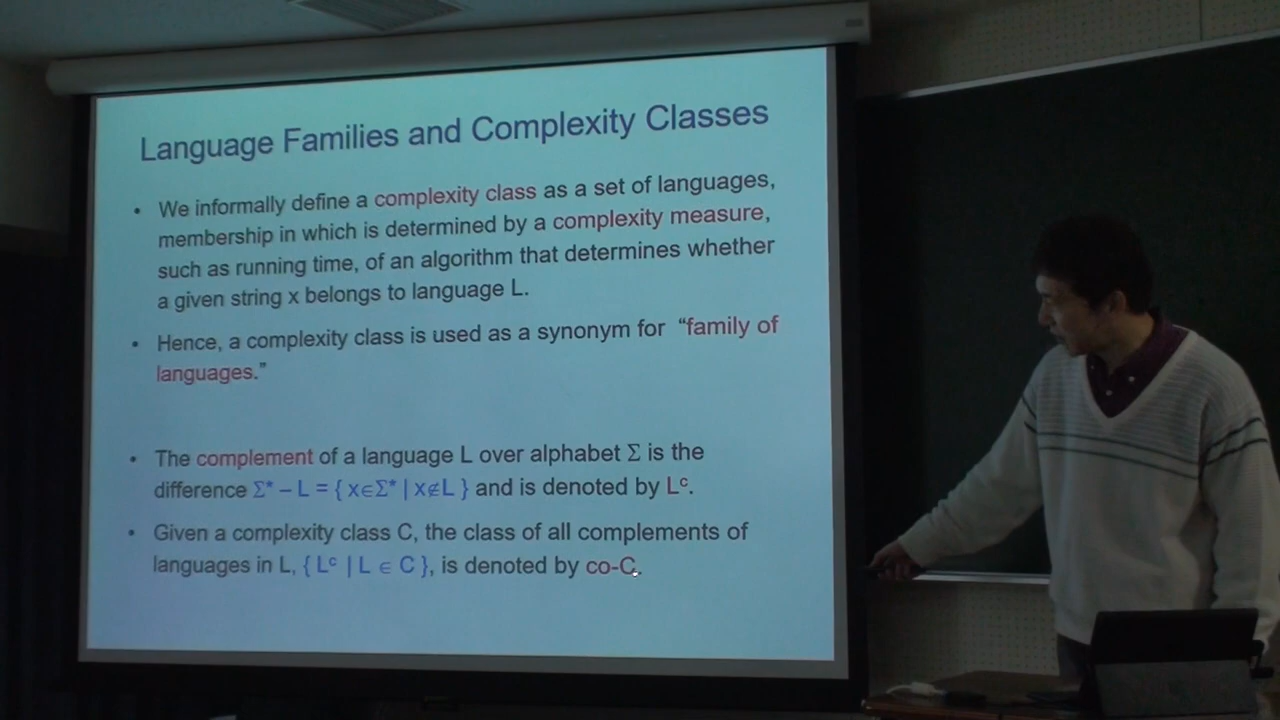 Language Families and Complexity Classes
• We informally define a complexity class as a set of languages,
membership in which is determined by a complexity measure,
such as running time, of an algorithm that determines whether
a given string x belongs to language L.
• Hence, a complexity class is used as a synonym for “family of
languages.”
• The complement of a language L over alphabet Σ is the
difference Σ* – L = { x∈Σ* | x∉L } and is denoted by Lᶜ.
• Given a complexity class C, the class of all complements of
languages in L, { Lᶜ | L ∈ C }, is denoted by co-C.